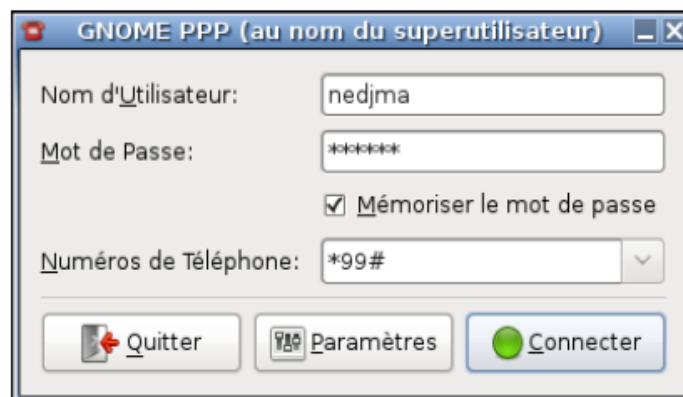 GNOME PPP (au nom du superutilisateur)
Nom d'Utilisateur: nedjma
Mot de Passe: ******
Mémoriser le mot de passe
Numéros de Téléphone: *99#
Quitter Paramètres Connecter